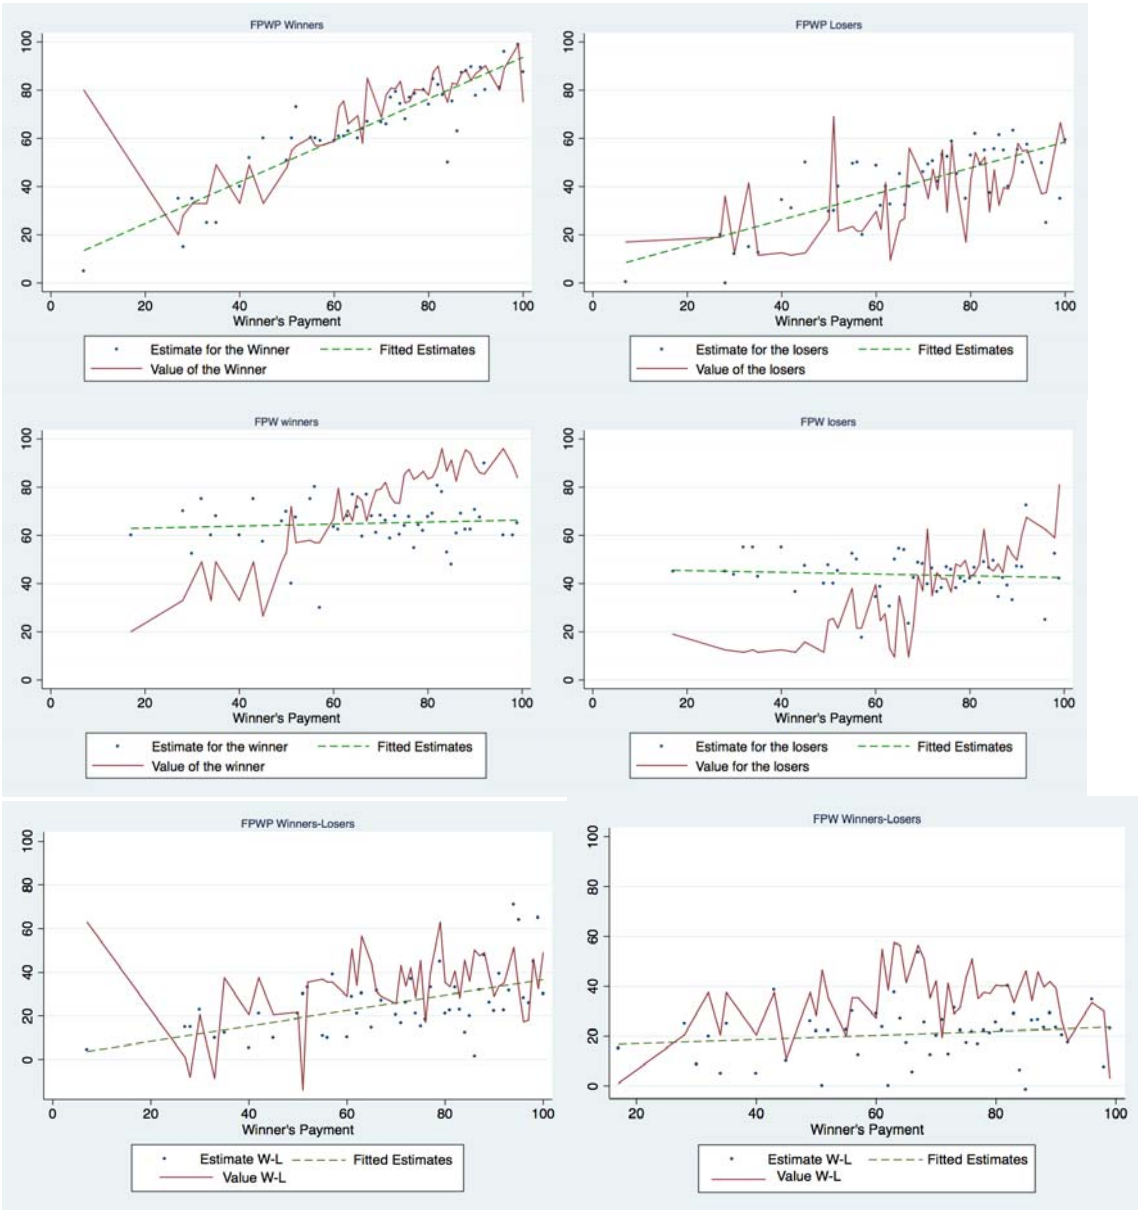 FPWP Winners
100
80
60
40
20
0
0 20 40 60 80 100
Winner's Payment
Estimate for the Winner Fitted Estimates
Value of the Winner
FPWP Losers
100
80
60
40
20
0
0 20 40 60 80 100
Winner's Payment
Estimate for the losers Fitted Estimates
Value of the losers
FPW winners
100
80
60
40
20
0
0 20 40 60 80 100
Winner's Payment
Estimate for the winner Fitted Estimates
Value of the winner
FPW losers
100
80
60
40
20
0
0 20 40 60 80 100
Winner's Payment
Estimate for the losers Fitted Estimates
Value for the losers
FPWP Winners-Losers
100
80
60
40
20
0
0 20 40 60 80 100
Winner's Payment
Estimate W-L Fitted Estimates
Value W-L
FPW Winners-Losers
100
80
60
40
20
0
20 40 60 80 100
Winner's Payment
Estimate W-L Fitted Estimates
Value W-L